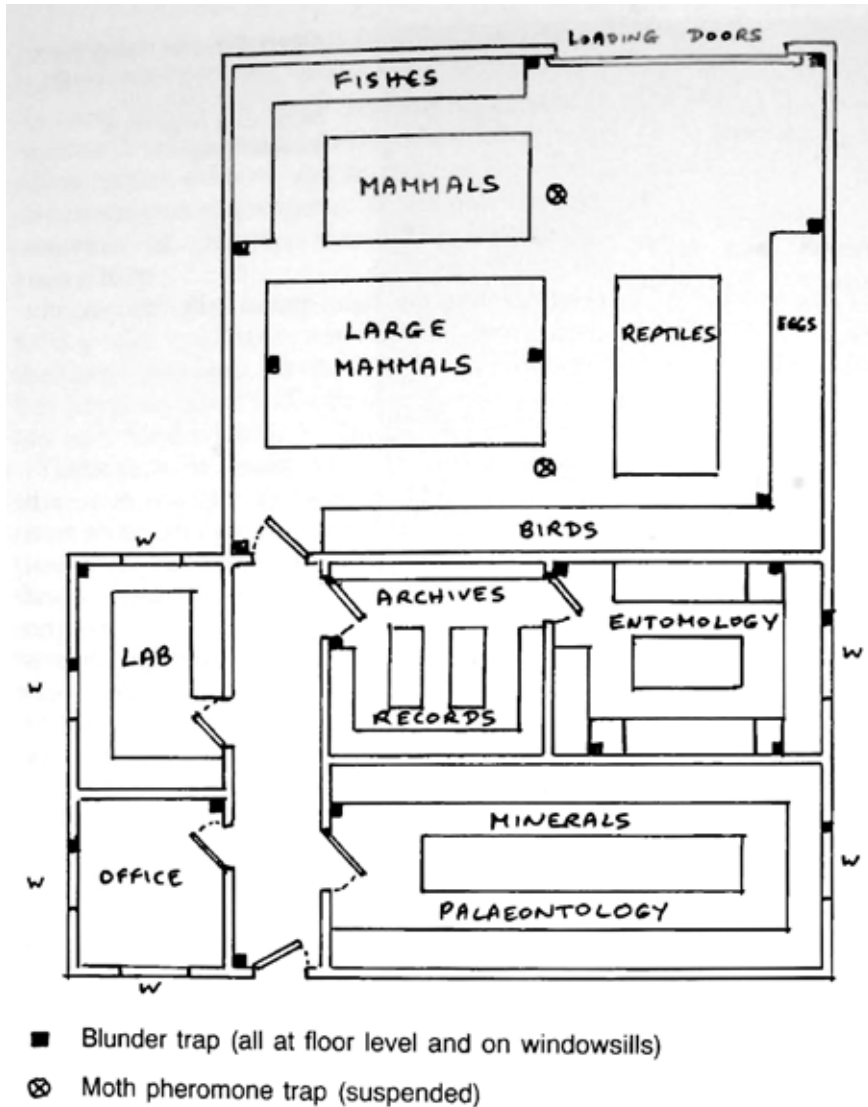 LOADING DOORS
FISHES
MAMMALS
LARGE
MAMMALS
REPTILES
EGGS
BIRDS
W
ARCHIVES
ENTOMOLOGY
LAB
W
W
RECORDS
MINERALS
OFFICE
W
W
PALAEONTOLOGY
W
Blunder trap (all at floor level and on windowsills)
Moth pheromone trap (suspended)